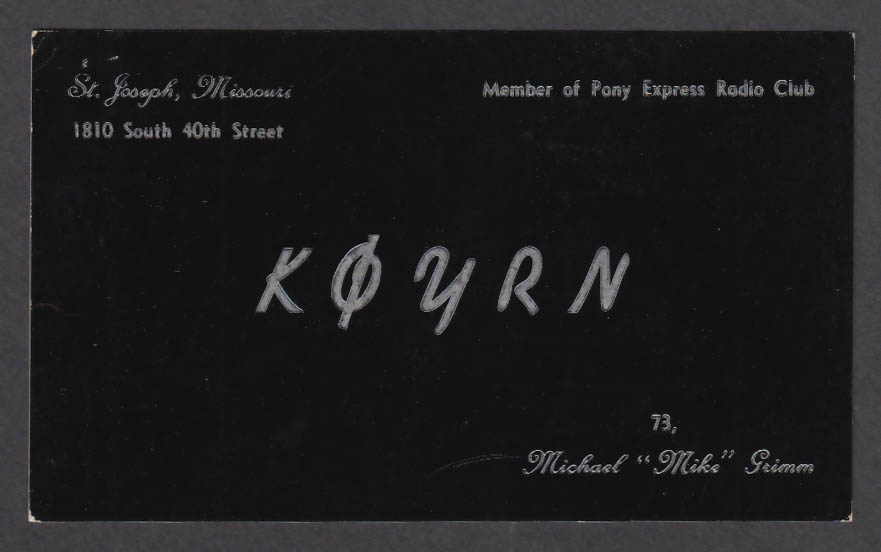 St. Joseph, Missouri
1810 South 40th Street
Member of Pony Express Radio Club
KØYRN
73,
Michael "Mike" Grimm